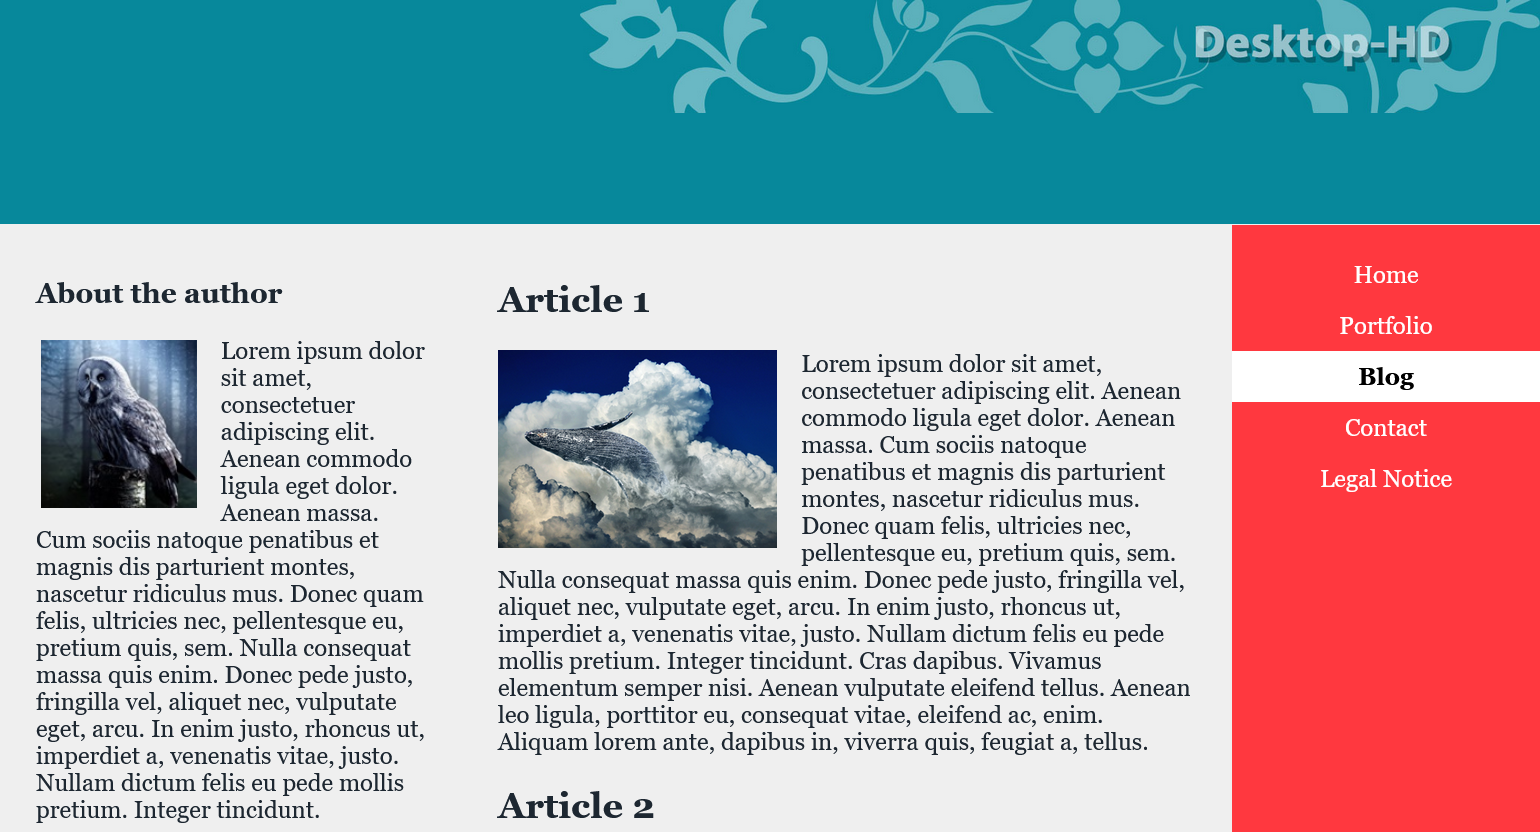 Desktop-HD
About the author
Lorem ipsum dolor
sit amet,
consectetuer
adipiscing elit.
Aenean commodo
ligula eget dolor.
Aenean massa.
Cum sociis natoque penatibus et
magnis dis parturient montes,
nascetur ridiculus mus. Donec quam
felis, ultricies nec, pellentesque eu,
pretium quis, sem. Nulla consequat
massa quis enim. Donec pede justo,
fringilla vel, aliquet nec, vulputate
eget, arcu. In enim justo, rhoncus ut,
imperdiet a, venenatis vitae, justo.
Nullam dictum felis eu pede mollis
pretium. Integer tincidunt.
Article 1
Lorem ipsum dolor sit amet,
consectetuer adipiscing elit. Aenean
commodo ligula eget dolor. Aenean
massa. Cum sociis natoque
penatibus et magnis dis parturient
montes, nascetur ridiculus mus.
Donec quam felis, ultricies nec,
pellentesque eu, pretium quis, sem.
Nulla consequat massa quis enim. Donec pede justo, fringilla vel,
aliquet nec, vulputate eget, arcu. In enim justo, rhoncus ut,
imperdiet a, venenatis vitae, justo. Nullam dictum felis eu pede
mollis pretium. Integer tincidunt. Cras dapibus. Vivamus
elementum semper nisi. Aenean vulputate eleifend tellus. Aenean
leo ligula, porttitor eu, consequat vitae, eleifend ac, enim.
Aliquam lorem ante, dapibus in, viverra quis, feugiat a, tellus.
Article 2
Home
Portfolio
Blog
Contact
Legal Notice